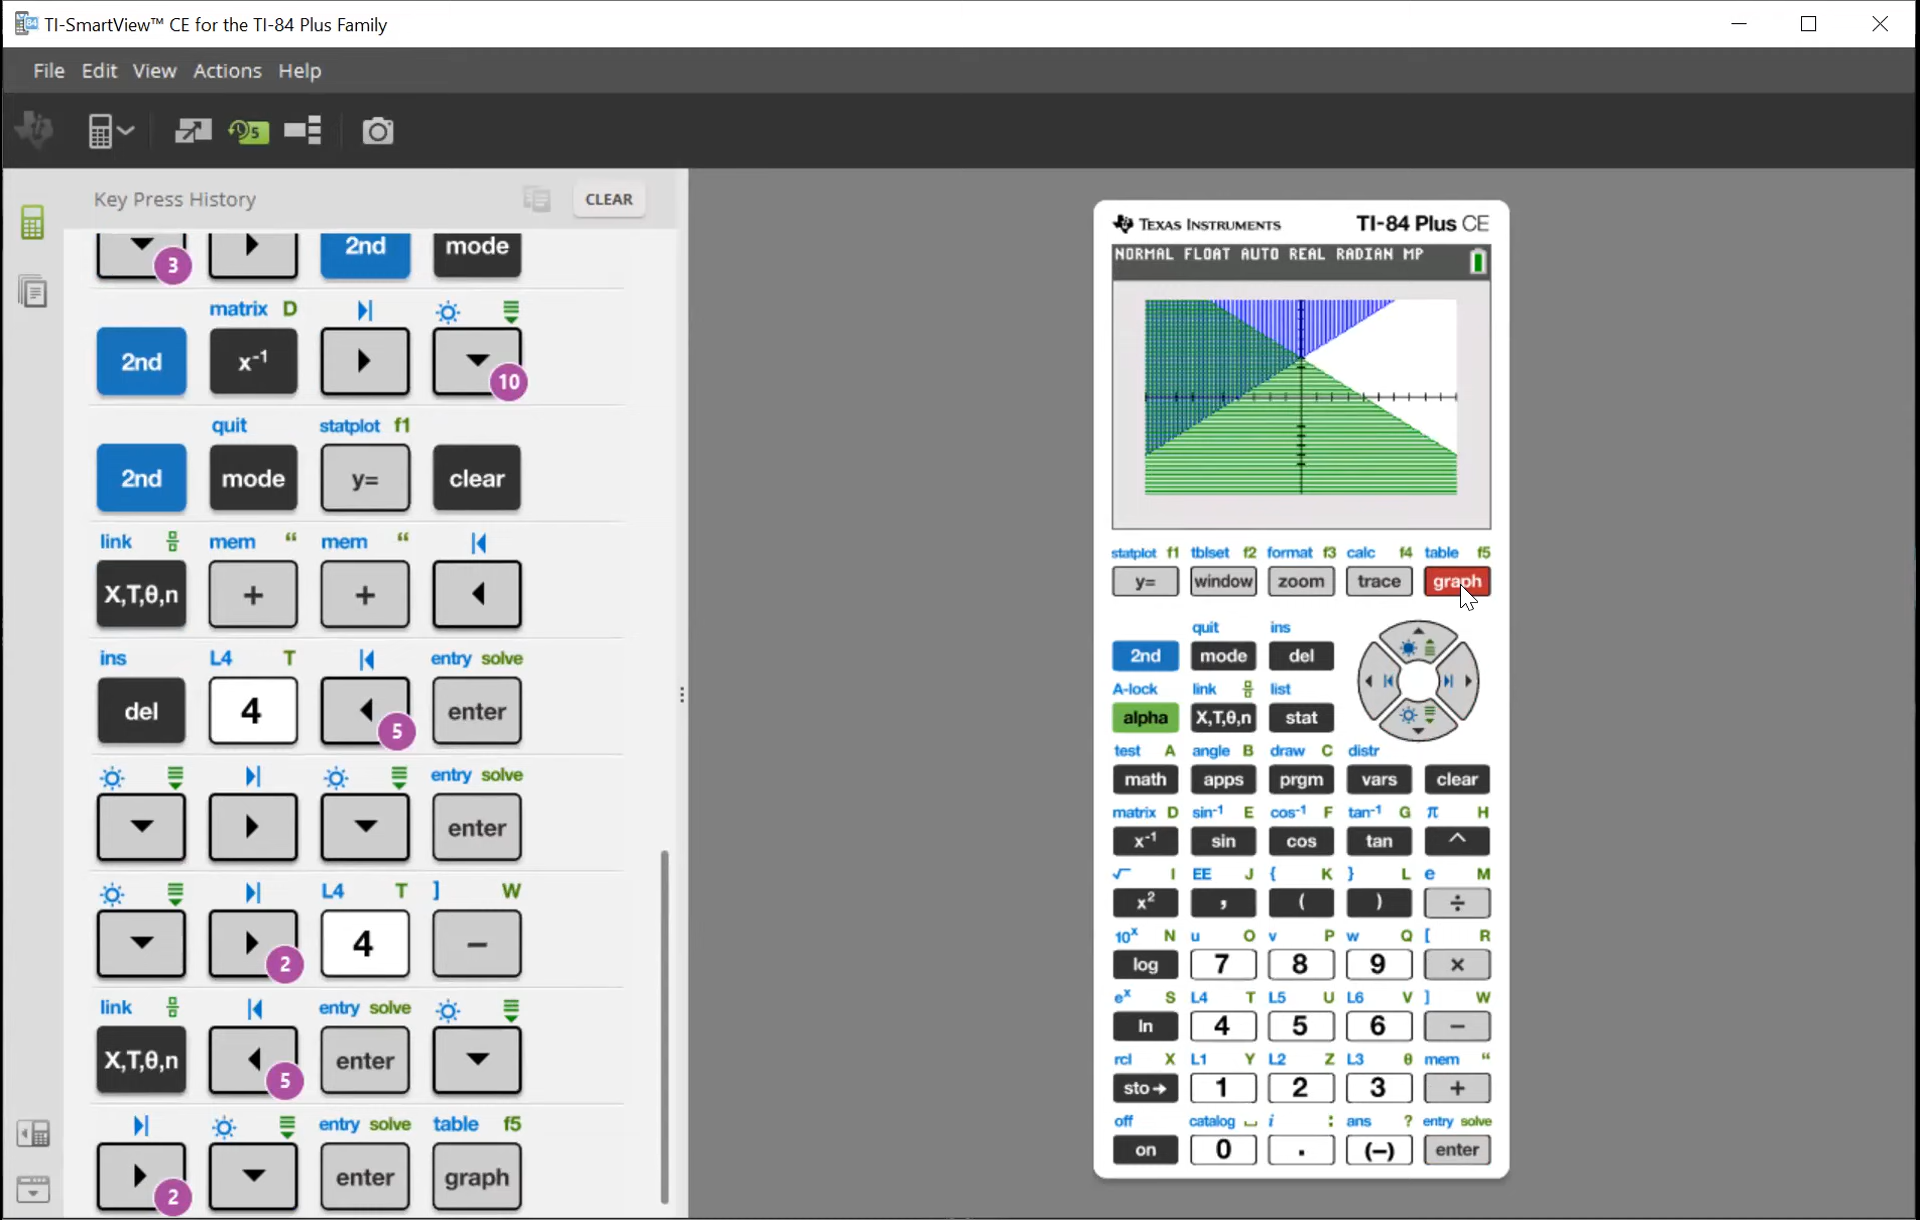 TI-SmartView™ CE for the TI-84 Plus Family
File Edit View Actions Help
5
Key Press History CLEAR
3 2nd mode
matrix D
2nd x⁻¹ 10
quit statplot f1
2nd mode y= clear
link mem “ mem “
X,T,θ,n + +
ins L4 T entry solve
del 4 5 enter
entry solve
enter
L4 T ] W
2 4 −
link entry solve
X,T,θ,n 5 enter
entry solve table f5
2 enter graph
TEXAS INSTRUMENTS TI-84 Plus CE
NORMAL FLOAT AUTO REAL RADIAN MP
statplot f1 tblset f2 format f3 calc f4 table f5
y= window zoom trace graph
quit ins
2nd mode del
A-lock link list
alpha X,T,θ,n stat
test A angle B draw C distr
math apps prgm vars clear
matrix D sin⁻¹ E cos⁻¹ F tan⁻¹ G π H
x⁻¹ sin cos tan ^
√ I EE J { K } L e M
x² , ( ) ÷
10ˣ N u O v P w Q [ R
log 7 8 9 ×
eˣ S L4 T L5 U L6 V ] W
ln 4 5 6 −
rcl X L1 Y L2 Z L3 θ mem “
sto→ 1 2 3 +
off catalog ⎵ i : ans ? entry solve
on 0 . (−) enter